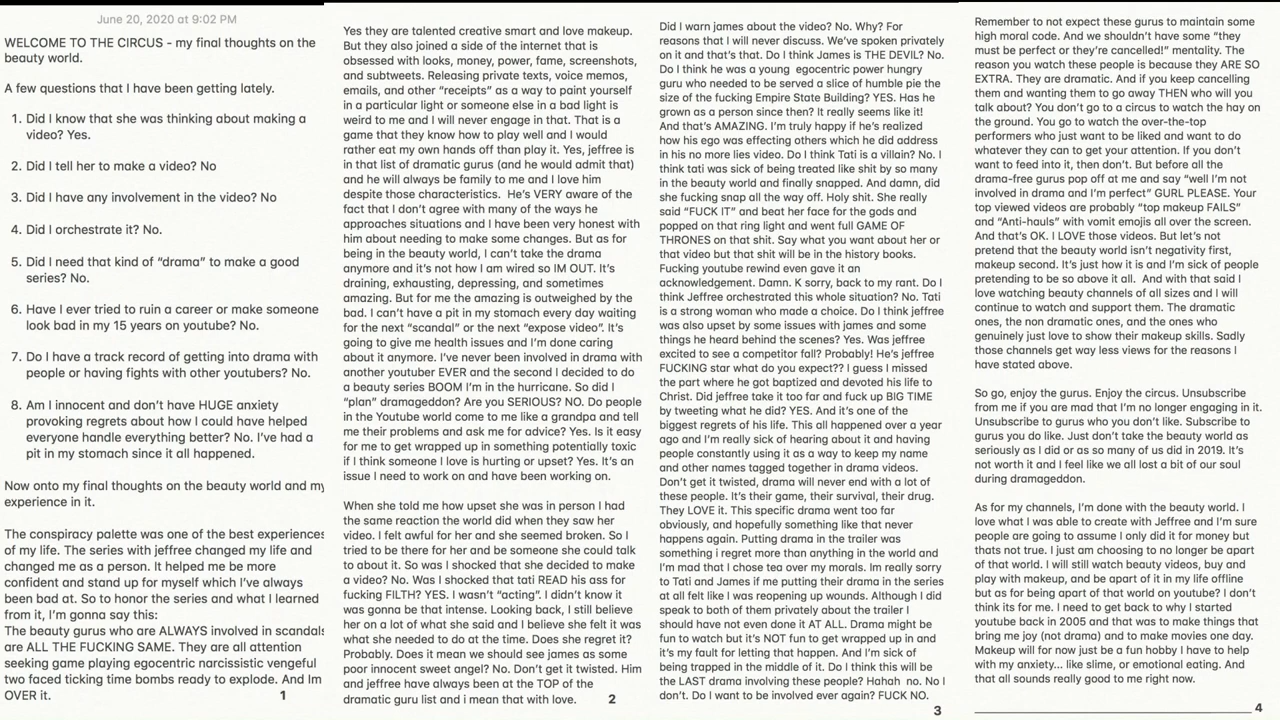 June 20, 2020 at 9:02 PM
WELCOME TO THE CIRCUS - my final thoughts on the
beauty world.
A few questions that I have been getting lately.
1. Did I know that she was thinking about making a
video? Yes.
2. Did I tell her to make a video? No
3. Did I have any involvement in the video? No
4. Did I orchestrate it? No.
5. Did I need that kind of “drama” to make a good
series? No.
6. Have I ever tried to ruin a career or make someone
look bad in my 15 years on youtube? No.
7. Do I have a track record of getting into drama with
people or having fights with other youtubers? No.
8. Am I innocent and don’t have HUGE anxiety
provoking regrets about how I could have helped
everyone handle everything better? No. I’ve had a
pit in my stomach since it all happened.
Now onto my final thoughts on the beauty world and my
experience in it.
The conspiracy palette was one of the best experiences
of my life. The series with jeffree changed my life and
changed me as a person. It helped me be more
confident and stand up for myself which I’ve always
been bad at. So to honor the series and what I learned
from it, I’m gonna say this:
The beauty gurus who are ALWAYS involved in scandals
are ALL THE FUCKING SAME. They are all attention
seeking game playing egocentric narcissistic vengeful
two faced ticking time bombs ready to explode. And Im
OVER it.
1
Yes they are talented creative smart and love makeup.
But they also joined a side of the internet that is
obsessed with looks, money, power, fame, screenshots,
and subtweets. Releasing private texts, voice memos,
emails, and other “receipts” as a way to paint yourself
in a particular light or someone else in a bad light is
weird to me and I will never engage in that. That is a
game that they know how to play well and I would
rather eat my own hands off than play it. Yes, jeffree is
in that list of dramatic guru (and he would admit that)
and he will always be family to me and I love him
despite those characteristics. He’s VERY aware of the
fact that I don’t agree with many of the ways he
approaches situations and I have been very honest with
him about needing to make some changes. But as for
being in the beauty world, I can’t take the drama
anymore and it’s not how I am wired so IM OUT. It’s
draining, exhausting, depressing, and sometimes
amazing. But for me the amazing is outweighed by the
bad. I can’t have a pit in my stomach every day waiting
for the next “scandal” or the next “expose video”. It’s
going to give me health issues and I’m done caring
about it anymore. I’ve never been involved in drama with
another youtuber EVER and the second I decided to do
a beauty series BOOM I’m in the hurricane. So did I
“plan” dramageddon? Are you SERIOUS? NO. Do people
in the Youtube world come to me like a grandpa and tell
me their problems and ask me for advice? Yes. Is it easy
for me to get wrapped up in something potentially toxic
if I think someone I love is hurting or upset? Yes. It’s an
issue I need to work on and have been working on.
When she told me how upset she was in person I had
the same reaction the world did when they saw her
video. I felt awful for her and she seemed broken. So I
tried to be there for her and be someone she could talk
to about it. So was I shocked that she decided to make
a video? No. Was I shocked that tati READ his ass for
fucking FILTH? YES. I wasn’t “acting”. I didn’t know it
was gonna be that intense. Looking back, I still believe
her on a lot of what she said and I believe she felt it was
what she needed to do at the time. Does she regret it?
Probably. Does it mean we should see james as some
poor innocent sweet angel? No. Don’t get it twisted. Him
and jeffree have always been at the TOP of the
dramatic guru list and i mean that with love.
2
Did I warn james about the video? No. Why? For
reasons that I will never discuss. We’ve spoken privately
on it and that’s that. Do I think James is THE DEVIL? No.
Do I think he was a young egocentric power hungry
guru who needed to be served a slice of humble pie the
size of the fucking Empire State Building? YES. Has he
grown as a person since then? It really seems like it!
And that’s AMAZING. I’m truly happy if he’s realized
how his ego was effecting others which he did address
in his no more lies video. Do I think Tati is a villain? No. I
think tati was sick of being treated like shit by so many
in the beauty world and finally snapped. And damn, did
she fucking snap all the way off. Holy shit. She really
said “FUCK IT” and beat her face for the gods and
popped on that ring light and went full GAME OF
THRONES on that shit. Say what you want about her or
that video but that shit will be in the history books.
Fucking youtube rewind even gave it an
acknowledgement. Damn. K sorry, back to my rant. Do I
think Jeffree orchestrated this whole situation? No. Tati
is a strong woman who made a choice. Do I think jeffree
was also upset by some issues with james and some
things he heard behind the scenes? Yes. Was jeffree
excited to see a competitor fall? Probably! He’s jeffree
FUCKING star what do you expect?? I guess I missed
the part where he got baptized and devoted his life to
Christ. Did jeffree take it too far and fuck up BIG TIME
by tweeting what he did? YES. And it’s one of the
biggest regrets of his life. This all happened over a year
ago and I’m really sick of hearing about it and having
people constantly using it as a way to keep my name
and other names tagged together in drama videos.
Don’t get it twisted, drama will never end with a lot of
these people. It’s their game, their survival, their drug.
They LOVE it. This specific drama went too far
obviously, and hopefully something like that never
happens again. Putting drama in the trailer was
something i regret more than anything in the world and
I’m mad that I chose tea over my morals. Im really sorry
to Tati and James if me putting their drama in the series
at all felt like I was reopening up wounds. Although I did
speak to both of them privately about the trailer I
should have not even done it AT ALL. Drama might be
fun to watch but it’s NOT fun to get wrapped up in and
it’s my fault for letting that happen. And I’m sick of
being trapped in the middle of it. Do I think this will be
the LAST drama involving these people? Hahah no. No I
don’t. Do I want to be involved ever again? FUCK NO.
3
Remember to not expect these gurus to maintain some
high moral code. And we shouldn’t have some “they
must be perfect or they’re cancelled!” mentality. The
reason you watch these people is because they ARE SO
EXTRA. They are dramatic. And if you keep cancelling
them and wanting them to go away THEN who will you
talk about? You don’t go to a circus to watch the hay on
the ground. You go to watch the over-the-top
performers who just want to be liked and want to do
whatever they can to get your attention. If you don’t
want to feed into it, then don’t. But before all the
drama-free gurus pop off at me and say “well I’m not
involved in drama and I’m perfect” GURL PLEASE. Your
top viewed videos are probably “top makeup FAILS”
and “Anti-hauls” with vomit emojis all over the screen.
And that’s OK. I LOVE those videos. But let’s not
pretend that the beauty world isn’t negativity first,
makeup second. It’s just how it is and I’m sick of people
pretending to be so above it all. And with that said I
love watching beauty channels of all sizes and I will
continue to watch and support them. The dramatic
ones, the non dramatic ones, and the ones who
genuinely just love to show their makeup skills. Sadly
those channels get way less views for the reasons I
have stated above.
So go, enjoy the gurus. Enjoy the circus. Unsubscribe
from me if you are mad that I’m no longer engaging in it.
Unsubscribe to gurus who you don’t like. Subscribe to
gurus you do like. Just don’t take the beauty world as
seriously as I did or as so many of us did in 2019. It’s
not worth it and I feel like we all lost a bit of our soul
during dramageddon.
As for my channels, I’m done with the beauty world. I
love what I was able to create with Jeffree and I’m sure
people are going to assume I only did it for money but
thats not true. I just am choosing to no longer be apart
of that world. I will still watch beauty videos, buy and
play with makeup, and be apart of it in my life offline
but as for being apart of that world on youtube? I don’t
think its for me. I need to get back to why I started
youtube back in 2005 and that was to make things that
bring me joy (not drama) and to make movies one day.
Makeup will for now just be a fun hobby I have to help
with my anxiety... like slime, or emotional eating. And
that all sounds really good to me right now.
4